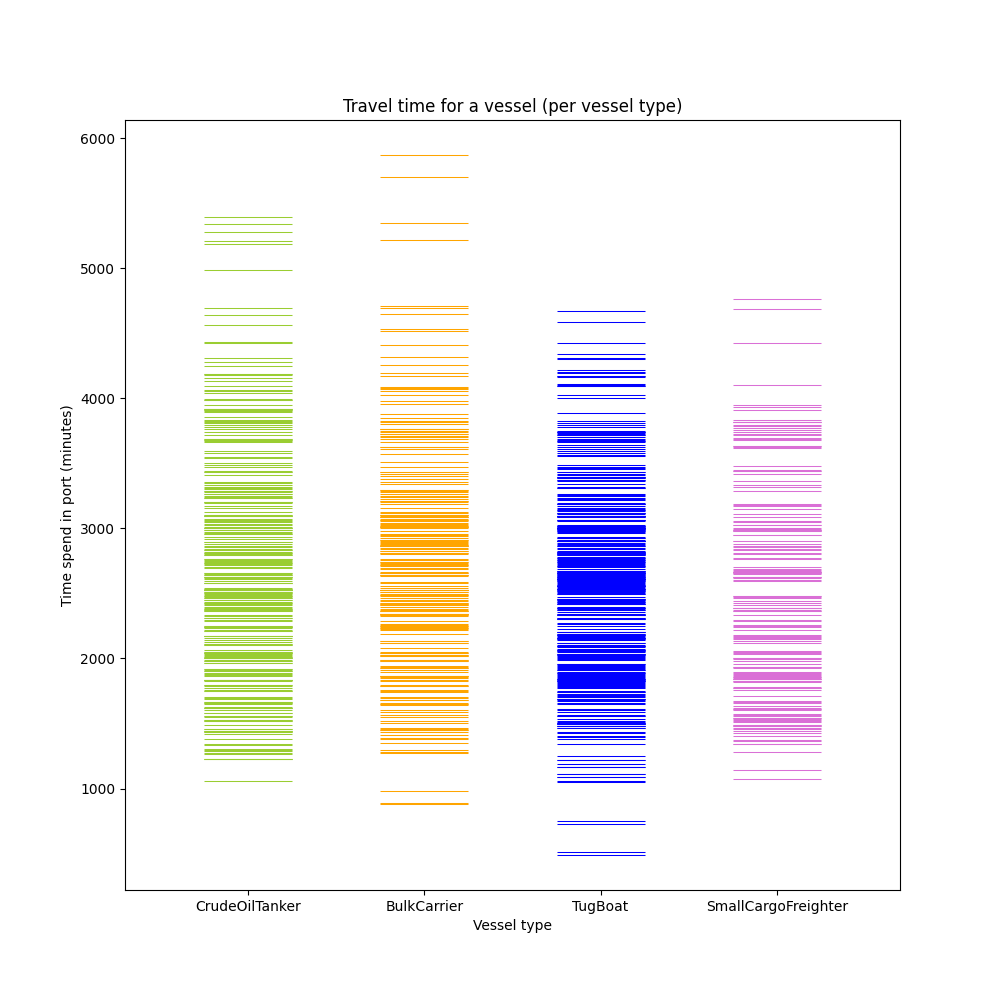 Travel time for a vessel (per vessel type)
6000
5000
4000
3000
2000
1000
Time spend in port (minutes)
CrudeOilTanker BulkCarrier TugBoat SmallCargoFreighter
Vessel type